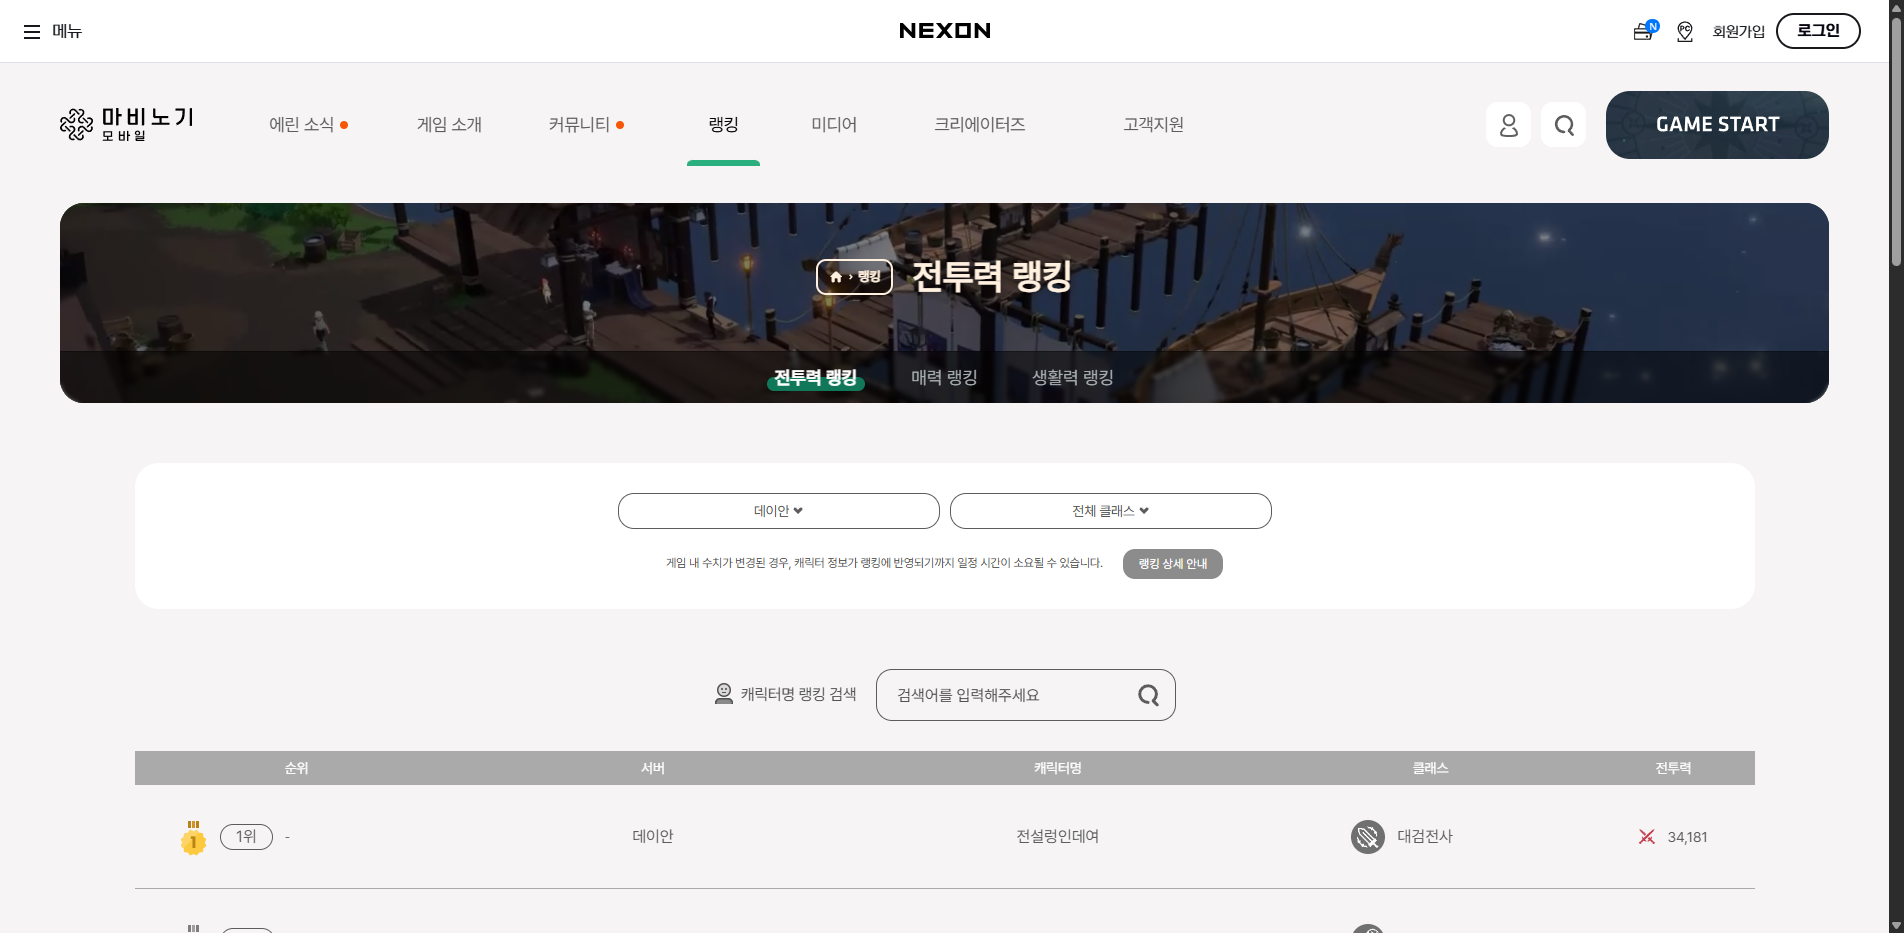 메뉴
NEXON
N
PC
회원가입
로그인
마비노기
모바일
에린 소식
게임 소개
커뮤니티
랭킹
미디어
크리에이터즈
고객지원
GAME START
랭킹
전투력 랭킹
전투력 랭킹
매력 랭킹
생활력 랭킹
데이안
전체 클래스
게임 내 수치가 변경된 경우, 캐릭터 정보가 랭킹에 반영되기까지 일정 시간이 소요될 수 있습니다.
랭킹 상세 안내
캐릭터명 랭킹 검색
검색어를 입력해주세요
순위 서버 캐릭터명 클래스 전투력
1 1위 - 데이안 전설렁인데여 대검전사 34,181